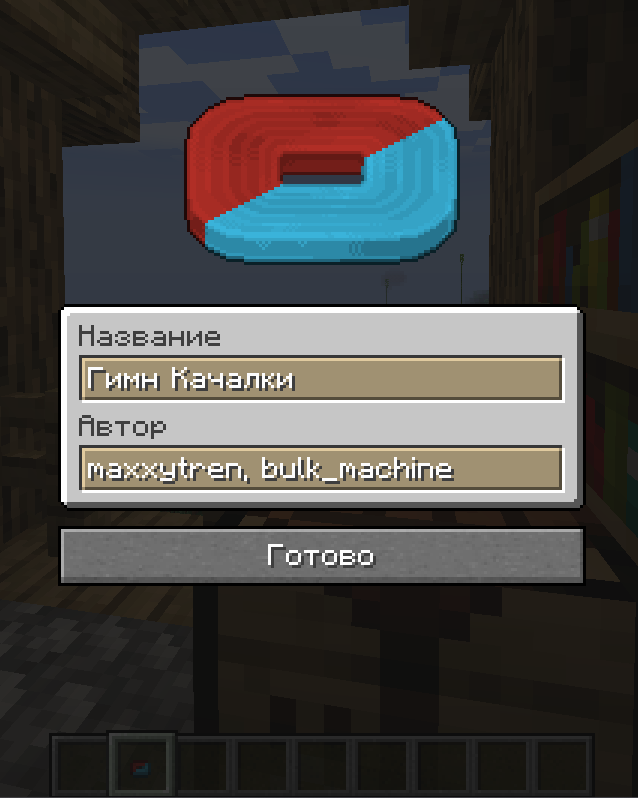 Название
Гимн Качалки
Автор
maxxytren, bulk_machine
Готово